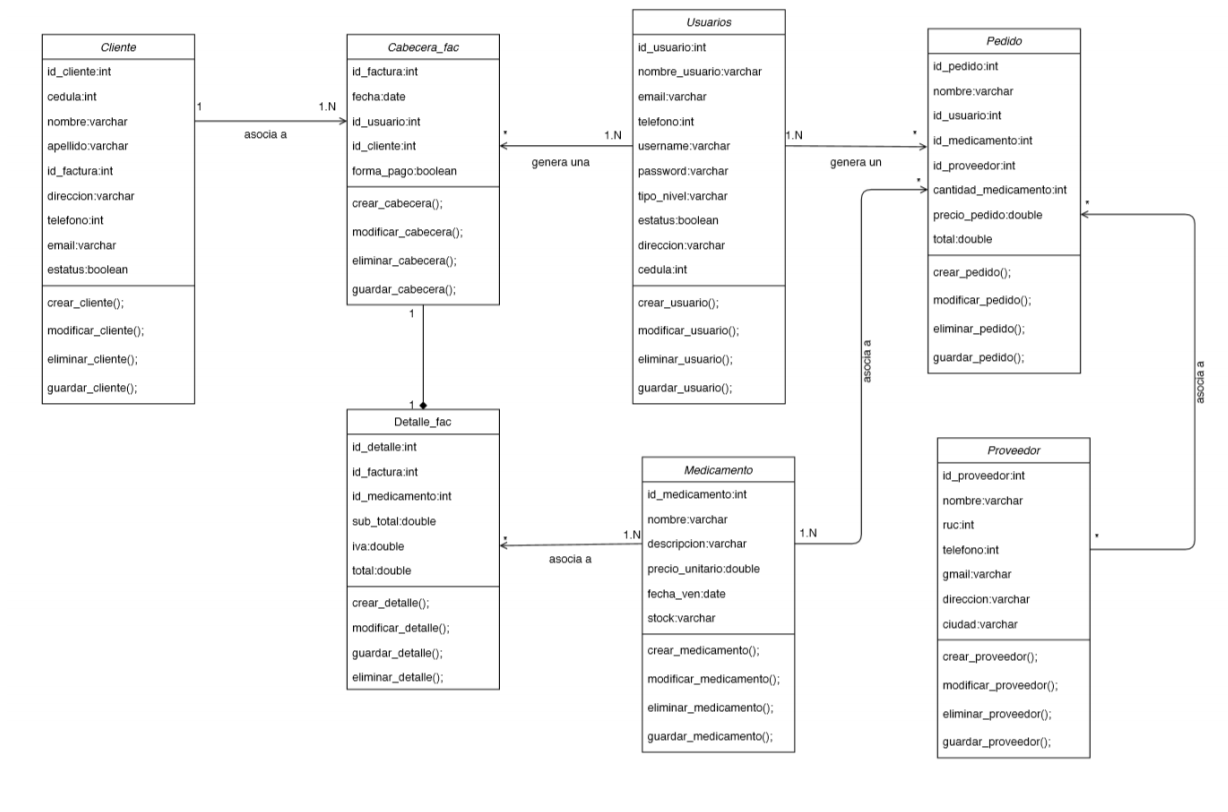 Cliente
id_cliente:int
cedula:int
nombre:varchar
apellido:varchar
id_factura:int
direccion:varchar
telefono:int
email:varchar
estatus:boolean
crear_cliente();
modificar_cliente();
eliminar_cliente();
guardar_cliente();
1
1.N
asocia a
Cabecera_fac
id_factura:int
fecha:date
id_usuario:int
id_cliente:int
forma_pago:boolean
crear_cabecera();
modificar_cabecera();
eliminar_cabecera();
guardar_cabecera();
*
1.N
genera una
Usuarios
id_usuario:int
nombre_usuario:varchar
email:varchar
telefono:int
username:varchar
password:varchar
tipo_nivel:varchar
estatus:boolean
direccion:varchar
cedula:int
crear_usuario();
modificar_usuario();
eliminar_usuario();
guardar_usuario();
1.N
*
genera un
Pedido
id_pedido:int
nombre:varchar
id_usuario:int
id_medicamento:int
id_proveedor:int
cantidad_medicamento:int
precio_pedido:double
total:double
crear_pedido();
modificar_pedido();
eliminar_pedido();
guardar_pedido();
1
1
Detalle_fac
id_detalle:int
id_factura:int
id_medicamento:int
sub_total:double
iva:double
total:double
crear_detalle();
modificar_detalle();
guardar_detalle();
eliminar_detalle();
*
1.N
asocia a
Medicamento
id_medicamento:int
nombre:varchar
descripcion:varchar
precio_unitario:double
fecha_ven:date
stock:varchar
crear_medicamento();
modificar_medicamento();
eliminar_medicamento();
guardar_medicamento();
1.N
*
asocia a
Proveedor
id_proveedor:int
nombre:varchar
ruc:int
telefono:int
gmail:varchar
direccion:varchar
ciudad:varchar
crear_proveedor();
modificar_proveedor();
eliminar_proveedor();
guardar_proveedor();
*
*
asocia a